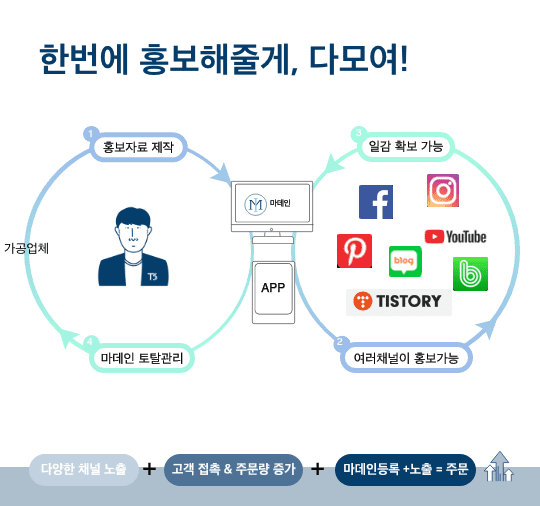 한번에 홍보해줄게, 다모여!
1
홍보자료 제작
3
일감 확보 가능
마데인
가공업체
T3
APP
YouTube
blog
TISTORY
4
마데인 토탈관리
2
여러채널이 홍보가능
다양한 채널 노출 + 고객 접촉 & 주문량 증가 + 마데인등록 +노출 = 주문